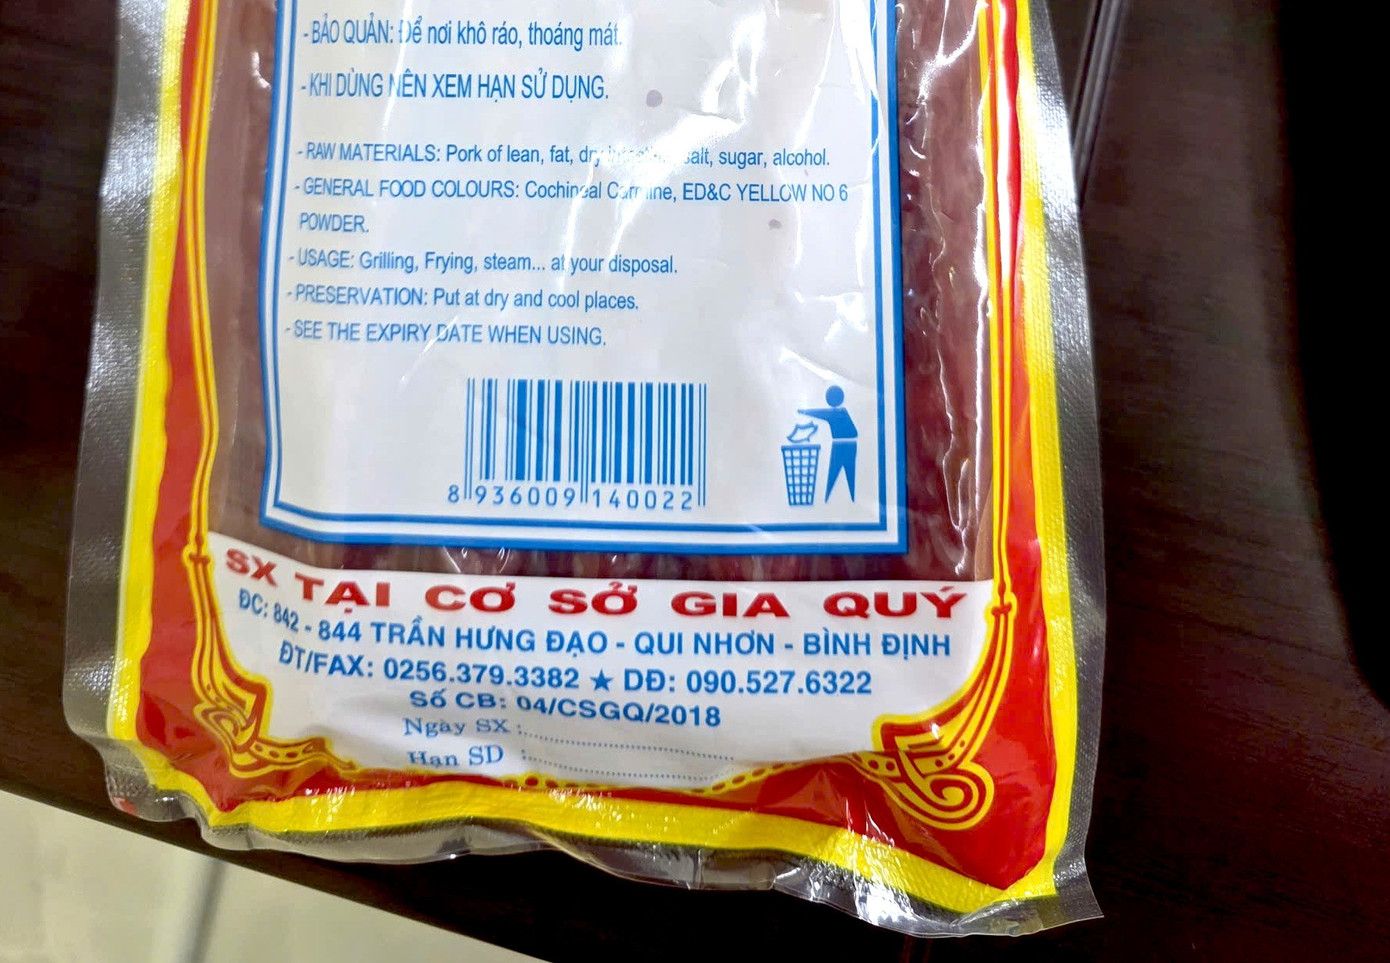 - BẢO QUẢN: Để nơi khô ráo, thoáng mát.
- KHI DÙNG NÊN XEM HẠN SỬ DỤNG.
- RAW MATERIALS: Pork of lean, fat, dry salt, sugar, alcohol.
- GENERAL FOOD COLOURS: Cochineal Carmine, ED&C YELLOW NO 6
POWDER.
- USAGE: Grilling, Frying, steam... at your disposal.
- PRESERVATION: Put at dry and cool places.
- SEE THE EXPIRY DATE WHEN USING.
8 936009 140022
SX TẠI CƠ SỞ GIA QUÝ
ĐC: 842 - 844 TRẦN HƯNG ĐẠO - QUI NHƠN - BÌNH ĐỊNH
ĐT/FAX: 0256.379.3382 ★ DĐ: 090.527.6322
Số CB: 04/CSGQ/2018
Ngày SX :
Hạn SD :